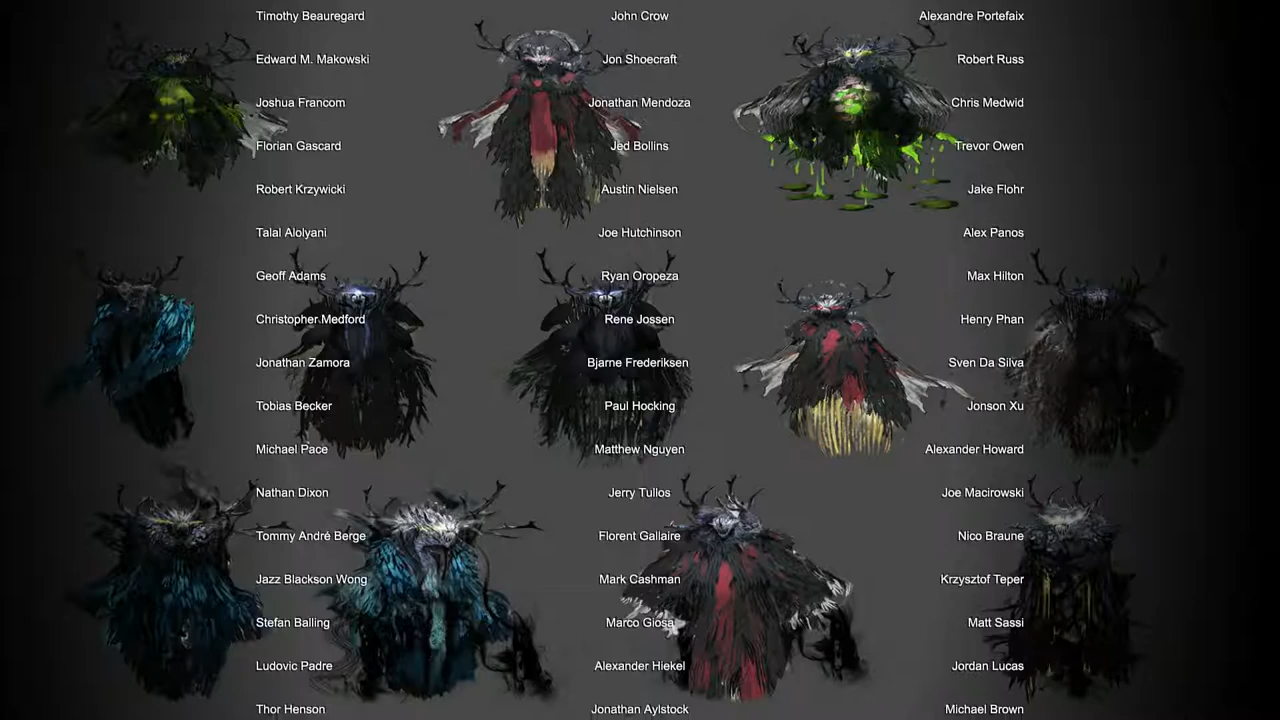 Timothy Beauregard John Crow Alexandre Portefaix
Edward M. Makowski Jon Shoecraft Robert Russ
Joshua Francom Jonathan Mendoza Chris Medwid
Florian Gascard Jed Bollins Trevor Owen
Robert Krzywicki Austin Nielsen Jake Flohr
Talal Alolyani Joe Hutchinson Alex Panos
Geoff Adams Ryan Oropeza Max Hilton
Christopher Medford Rene Jossen Henry Phan
Jonathan Zamora Bjarne Frederiksen Sven Da Silva
Tobias Becker Paul Hocking Jonson Xu
Michael Pace Matthew Nguyen Alexander Howard
Nathan Dixon Jerry Tullos Joe Macirowski
Tommy André Berge Florent Gallaire Nico Braune
Jazz Blackson Wong Mark Cashman Krzysztof Teper
Stefan Balling Marco Giosa Matt Sassi
Ludovic Padre Alexander Hiekel Jordan Lucas
Thor Henson Jonathan Aylstock Michael Brown